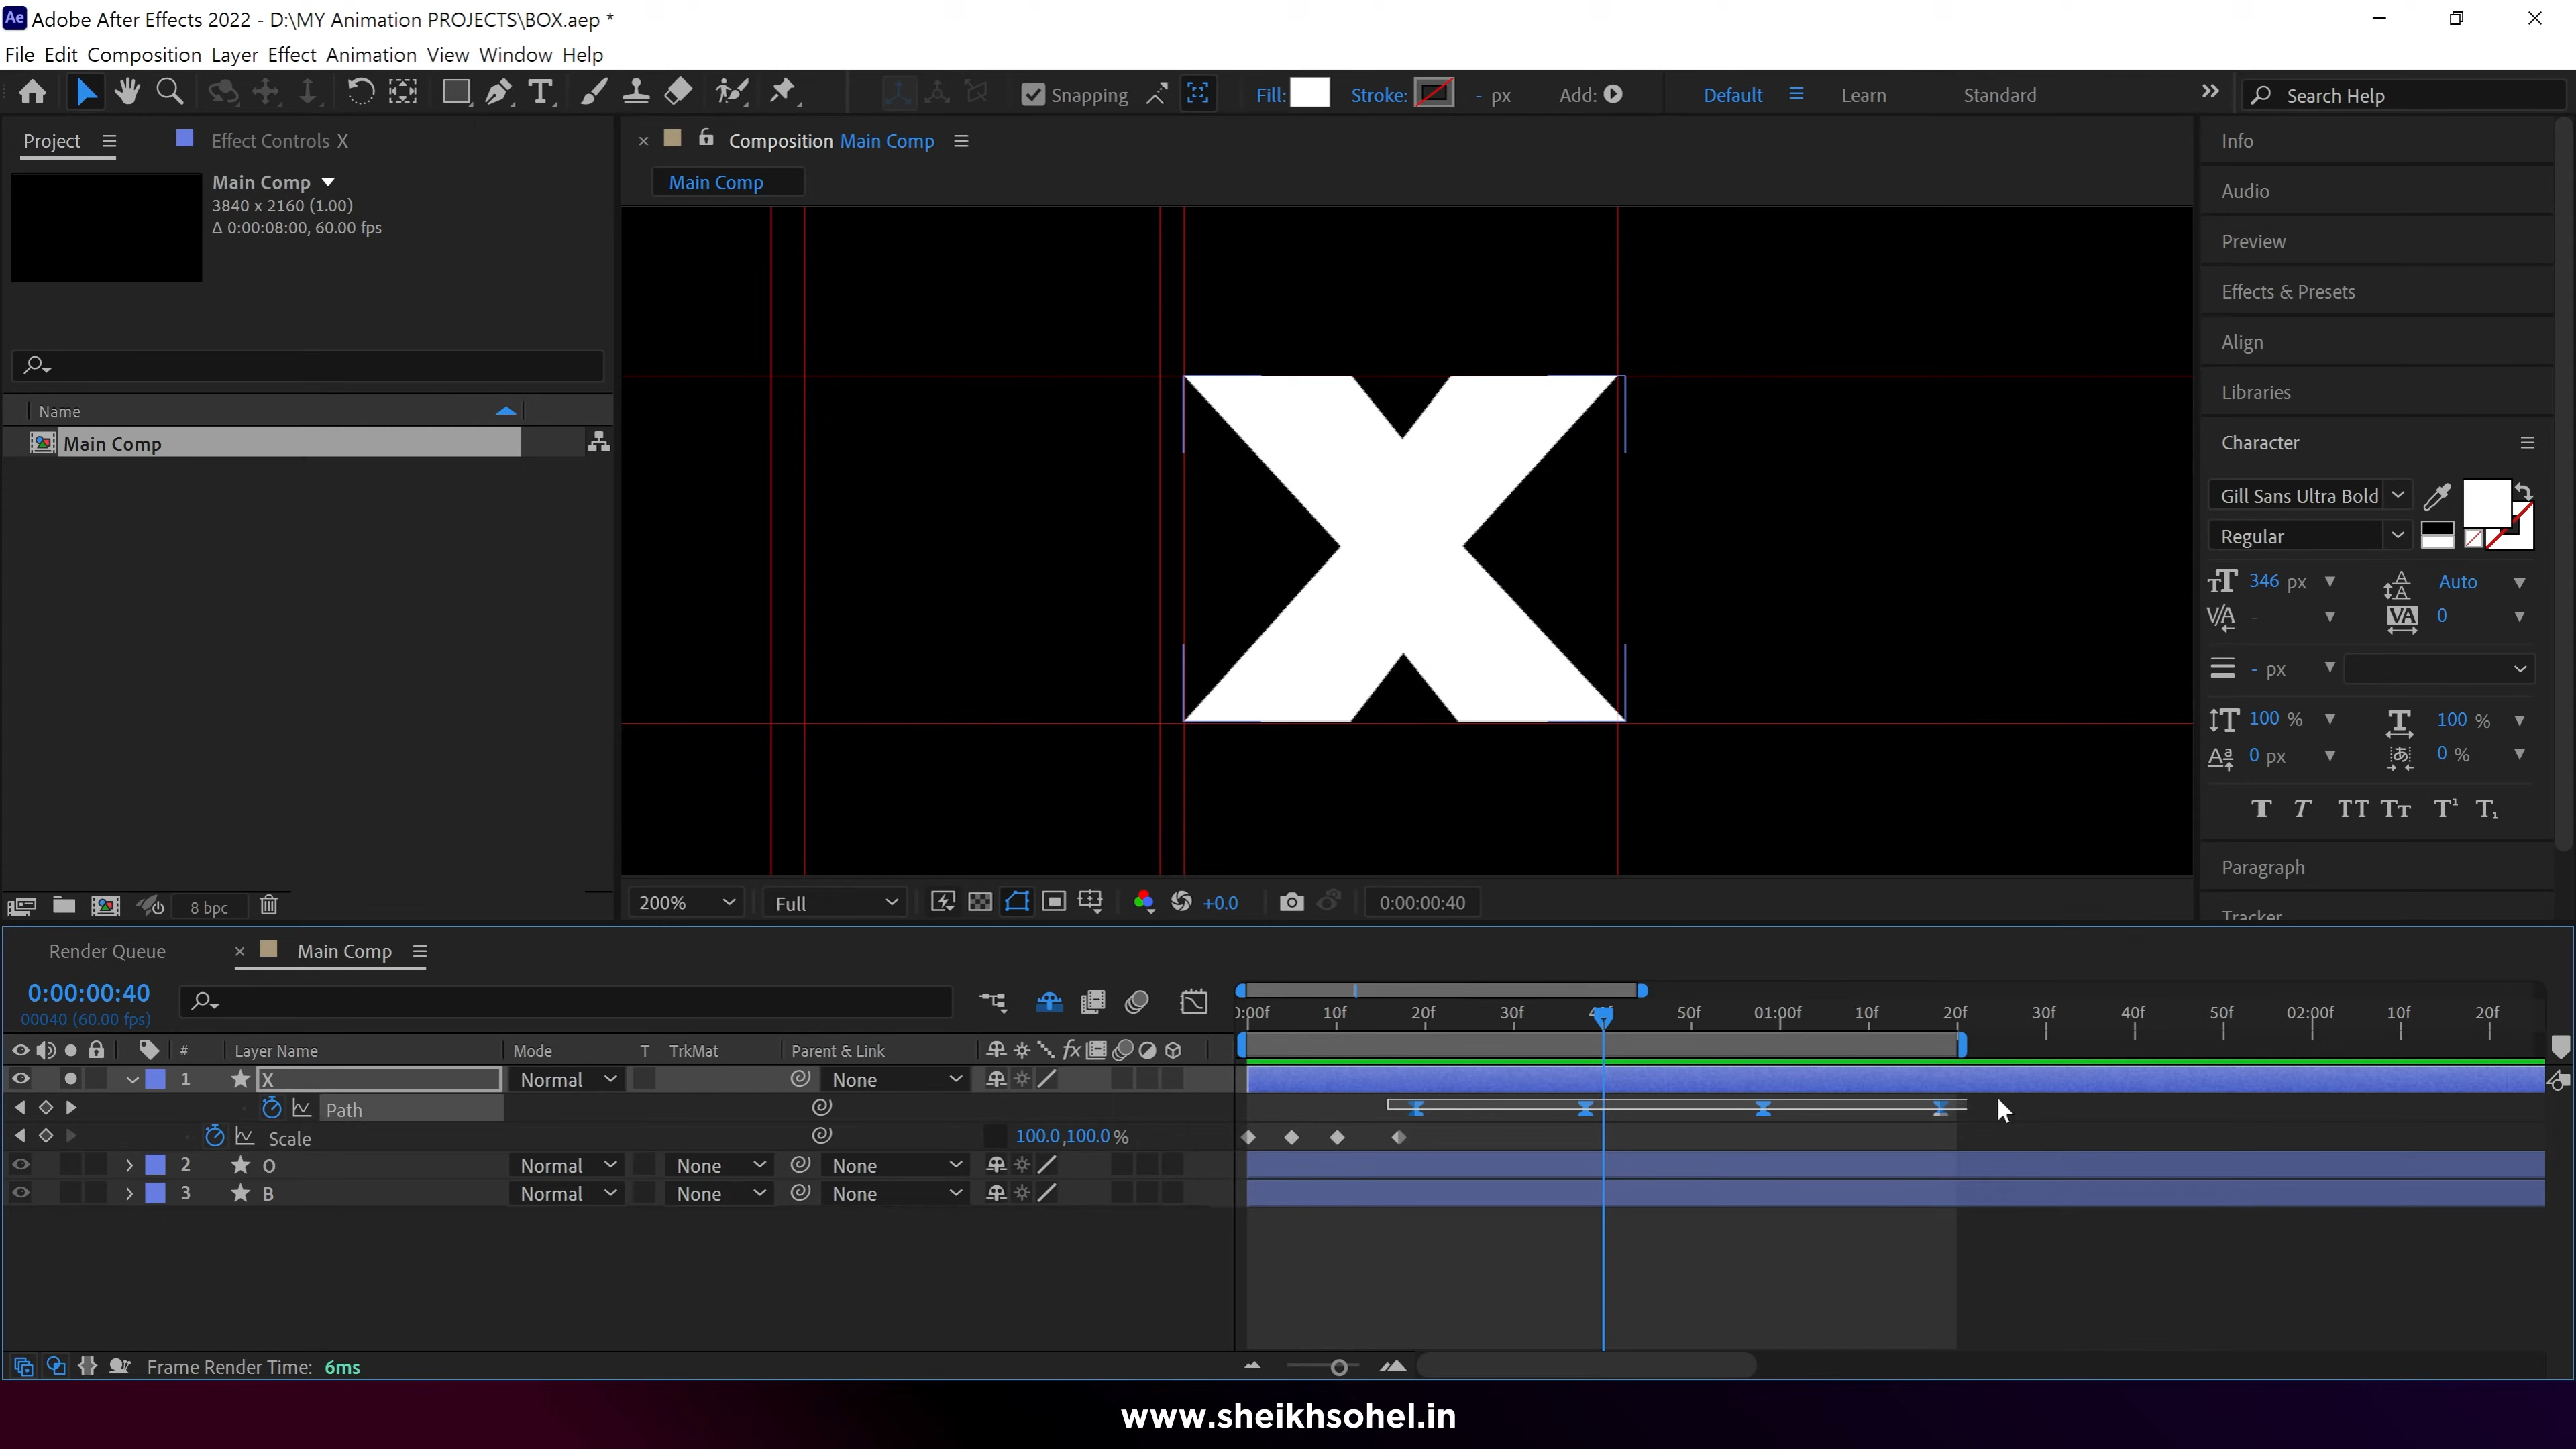 Ae Adobe After Effects 2022 - D:\MY Animation PROJECTS\BOX.aep *
File Edit Composition Layer Effect Animation View Window Help
Snapping Fill: Stroke: - px Add: Default Learn Standard Search Help
Project Effect Controls X
Composition Main Comp
Main Comp
3840 x 2160 (1.00)
Δ 0:00:08:00, 60.00 fps
Main Comp
Name
Main Comp
8 bpc
X
200% Full +0.0 0:00:00:40
Info
Audio
Preview
Effects & Presets
Align
Libraries
Character
Gill Sans Ultra Bold
Regular
346 px Auto
- 0
- px
100 % 100 %
0 px 0 %
T T TT Tт T¹ T₁
Paragraph
Tracker
Render Queue Main Comp
0:00:00:40
00040 (60.00 fps)
10f 20f 30f 50f 01:00f 10f 20f 30f 40f 50f 02:00f 10f 20f
# Layer Name Mode T TrkMat Parent & Link fx
1 X Normal None
Path
Scale 100.0,100.0 %
2 O Normal None None
3 B Normal None None
Frame Render Time: 6ms
www.sheikhsohel.in